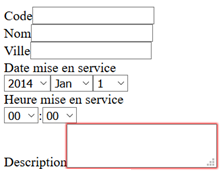 Code
Nom
Ville
Date mise en service
2014 Jan 1
Heure mise en service
00 : 00
Description